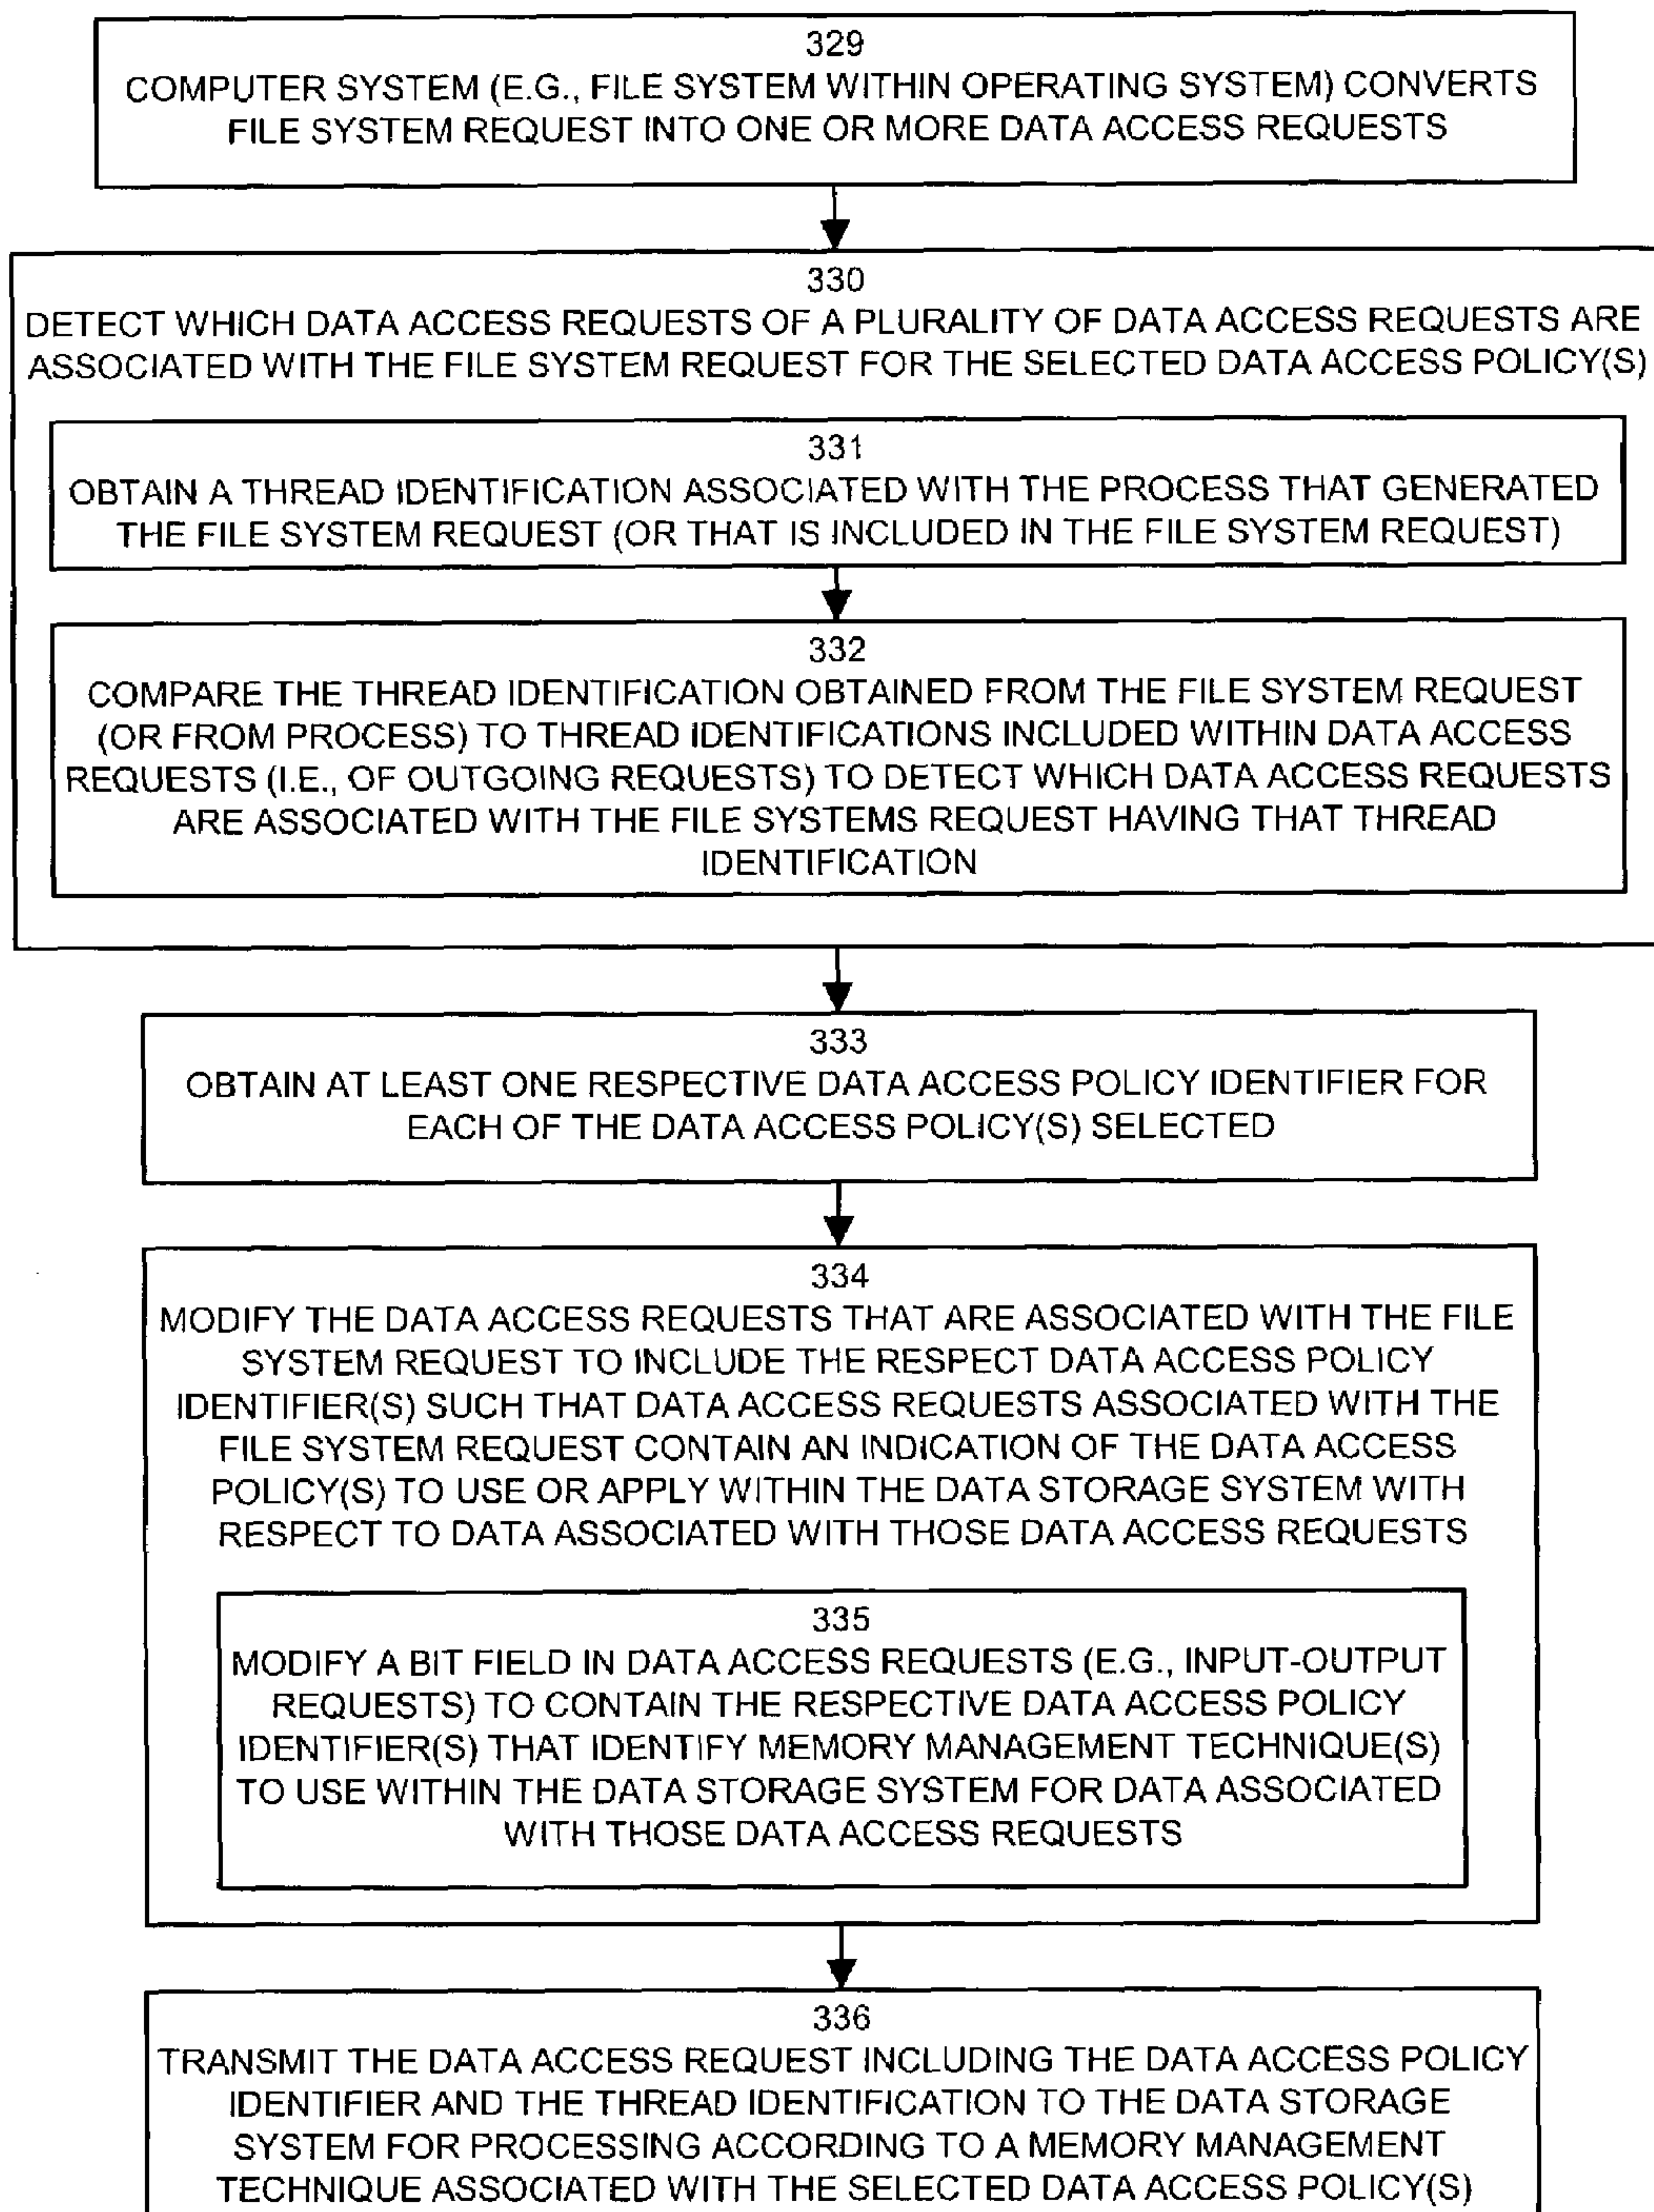 329
COMPUTER SYSTEM (E.G., FILE SYSTEM WITHIN OPERATING SYSTEM) CONVERTS
FILE SYSTEM REQUEST INTO ONE OR MORE DATA ACCESS REQUESTS
330
DETECT WHICH DATA ACCESS REQUESTS OF A PLURALITY OF DATA ACCESS REQUESTS ARE
ASSOCIATED WITH THE FILE SYSTEM REQUEST FOR THE SELECTED DATA ACCESS POLICY(S)
331
OBTAIN A THREAD IDENTIFICATION ASSOCIATED WITH THE PROCESS THAT GENERATED
THE FILE SYSTEM REQUEST (OR THAT IS INCLUDED IN THE FILE SYSTEM REQUEST)
332
COMPARE THE THREAD IDENTIFICATION OBTAINED FROM THE FILE SYSTEM REQUEST
(OR FROM PROCESS) TO THREAD IDENTIFICATIONS INCLUDED WITHIN DATA ACCESS
REQUESTS (I.E., OF OUTGOING REQUESTS) TO DETECT WHICH DATA ACCESS REQUESTS
ARE ASSOCIATED WITH THE FILE SYSTEMS REQUEST HAVING THAT THREAD
IDENTIFICATION
333
OBTAIN AT LEAST ONE RESPECTIVE DATA ACCESS POLICY IDENTIFIER FOR
EACH OF THE DATA ACCESS POLICY(S) SELECTED
334
MODIFY THE DATA ACCESS REQUESTS THAT ARE ASSOCIATED WITH THE FILE
SYSTEM REQUEST TO INCLUDE THE RESPECT DATA ACCESS POLICY
IDENTIFIER(S) SUCH THAT DATA ACCESS REQUESTS ASSOCIATED WITH THE
FILE SYSTEM REQUEST CONTAIN AN INDICATION OF THE DATA ACCESS
POLICY(S) TO USE OR APPLY WITHIN THE DATA STORAGE SYSTEM WITH
RESPECT TO DATA ASSOCIATED WITH THOSE DATA ACCESS REQUESTS
335
MODIFY A BIT FIELD IN DATA ACCESS REQUESTS (E.G., INPUT-OUTPUT
REQUESTS) TO CONTAIN THE RESPECTIVE DATA ACCESS POLICY
IDENTIFIER(S) THAT IDENTIFY MEMORY MANAGEMENT TECHNIQUE(S)
TO USE WITHIN THE DATA STORAGE SYSTEM FOR DATA ASSOCIATED
WITH THOSE DATA ACCESS REQUESTS
336
TRANSMIT THE DATA ACCESS REQUEST INCLUDING THE DATA ACCESS POLICY
IDENTIFIER AND THE THREAD IDENTIFICATION TO THE DATA STORAGE
SYSTEM FOR PROCESSING ACCORDING TO A MEMORY MANAGEMENT
TECHNIQUE ASSOCIATED WITH THE SELECTED DATA ACCESS POLICY(S)